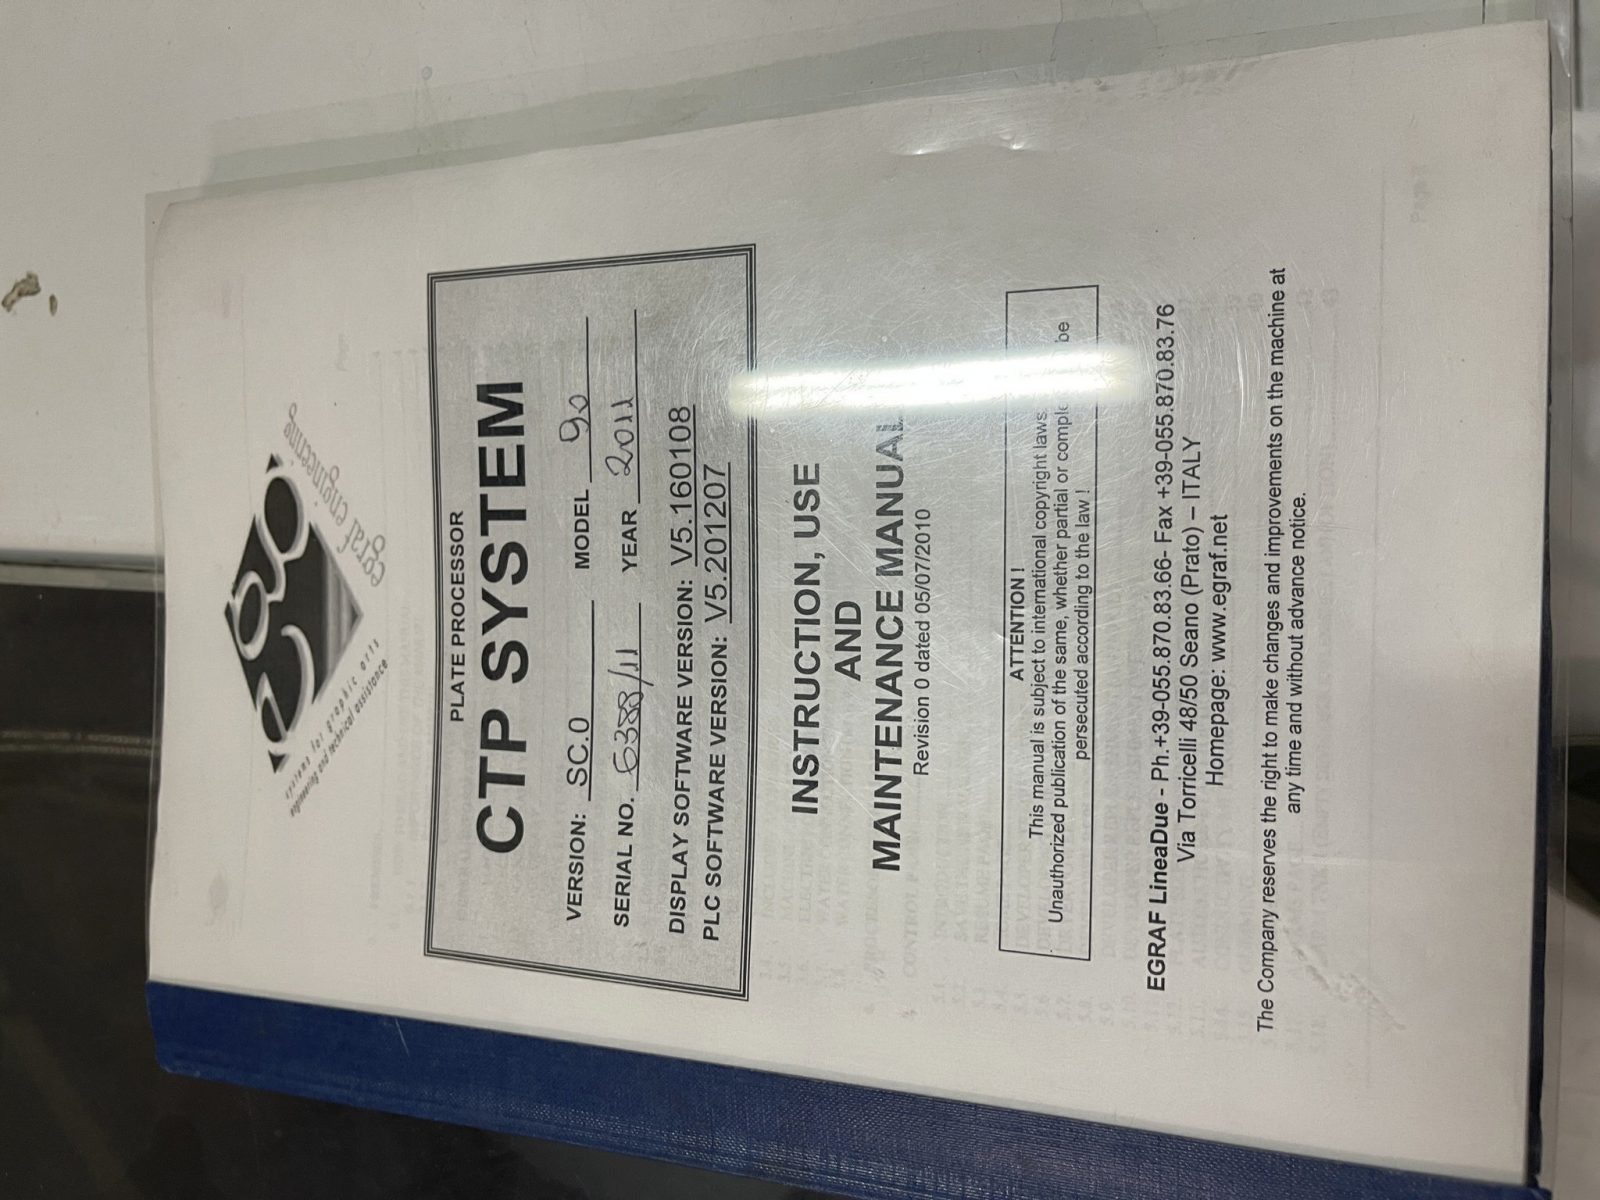 egraf engineering
systems for graphic arts
engineering and technical assistance
PLATE PROCESSOR
CTP SYSTEM
VERSION: SC.0 MODEL 90
SERIAL NO. 6388/11 YEAR 2011
DISPLAY SOFTWARE VERSION: V5.160108
PLC SOFTWARE VERSION: V5.201207
INSTRUCTION, USE
AND
MAINTENANCE MANUAL
Revision 0 dated 05/07/2010
ATTENTION !
This manual is subject to international copyright laws
Unauthorized publication of the same, whether partial or comple be
persecuted according to the law !
EGRAF LineaDue - Ph.+39-055.870.83.66- Fax +39-055.870.83.76
Via Torricelli 48/50 Seano (Prato) – ITALY
Homepage: www.egraf.net
The Company reserves the right to make changes and improvements on the machine at
any time and without advance notice.